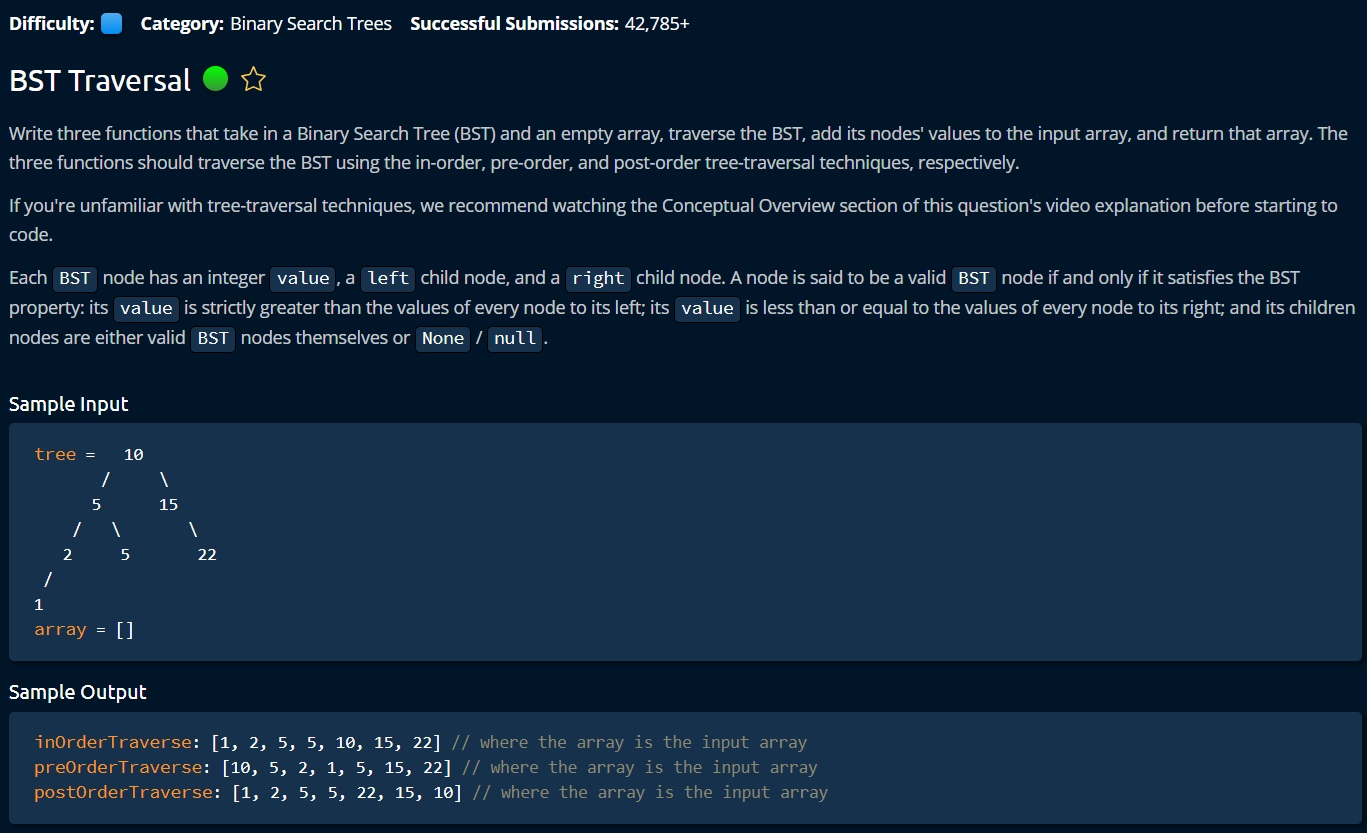 Difficulty: Category: Binary Search Trees Successful Submissions: 42,785+
BST Traversal
Write three functions that take in a Binary Search Tree (BST) and an empty array, traverse the BST, add its nodes' values to the input array, and return that array. The
three functions should traverse the BST using the in-order, pre-order, and post-order tree-traversal techniques, respectively.
If you're unfamiliar with tree-traversal techniques, we recommend watching the Conceptual Overview section of this question's video explanation before starting to
code.
Each BST node has an integer value, a left child node, and a right child node. A node is said to be a valid BST node if and only if it satisfies the BST
property: its value is strictly greater than the values of every node to its left; its value is less than or equal to the values of every node to its right; and its children
nodes are either valid BST nodes themselves or None / null.
Sample Input
tree =   10
       /     \
      5      15
    /   \       \
   2     5       22
 /
1
array = []
Sample Output
inOrderTraverse: [1, 2, 5, 5, 10, 15, 22] // where the array is the input array
preOrderTraverse: [10, 5, 2, 1, 5, 15, 22] // where the array is the input array
postOrderTraverse: [1, 2, 5, 5, 22, 15, 10] // where the array is the input array